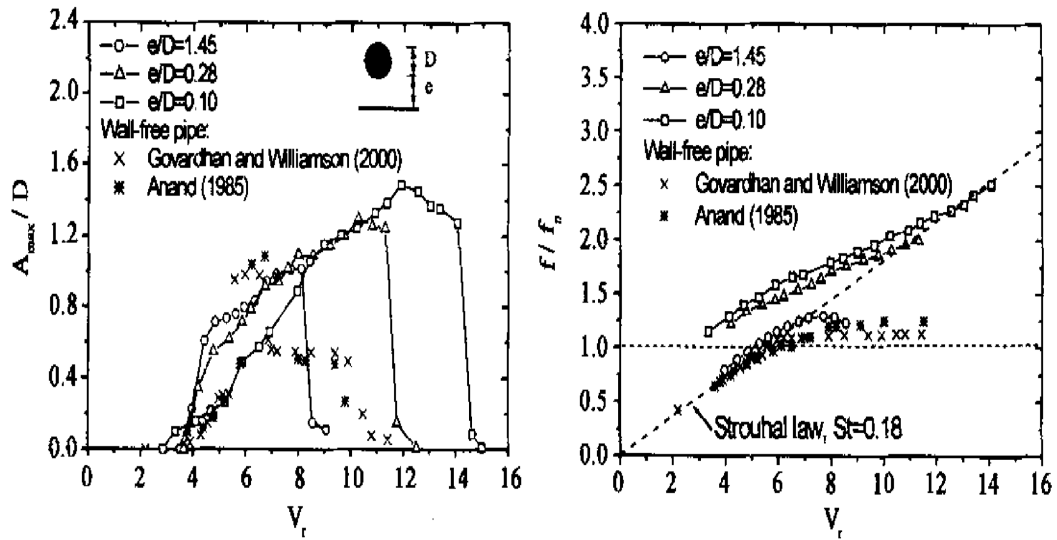 2.4
2.0
1.6
1.2
0.8
0.4
0.0
A_max / D
e/D=1.45
e/D=0.28
e/D=0.10
Wall-free pipe:
Govardhan and Williamson (2000)
Anand (1985)
D
e
0 2 4 6 8 10 12 14 16
V_r
4.0
3.5
3.0
2.5
2.0
1.5
1.0
0.5
0.0
f / f_n
e/D=1.45
e/D=0.28
e/D=0.10
Wall-free pipe:
Govardhan and Williamson (2000)
Anand (1985)
Strouhal law, St=0.18
0 2 4 6 8 10 12 14 16
V_r